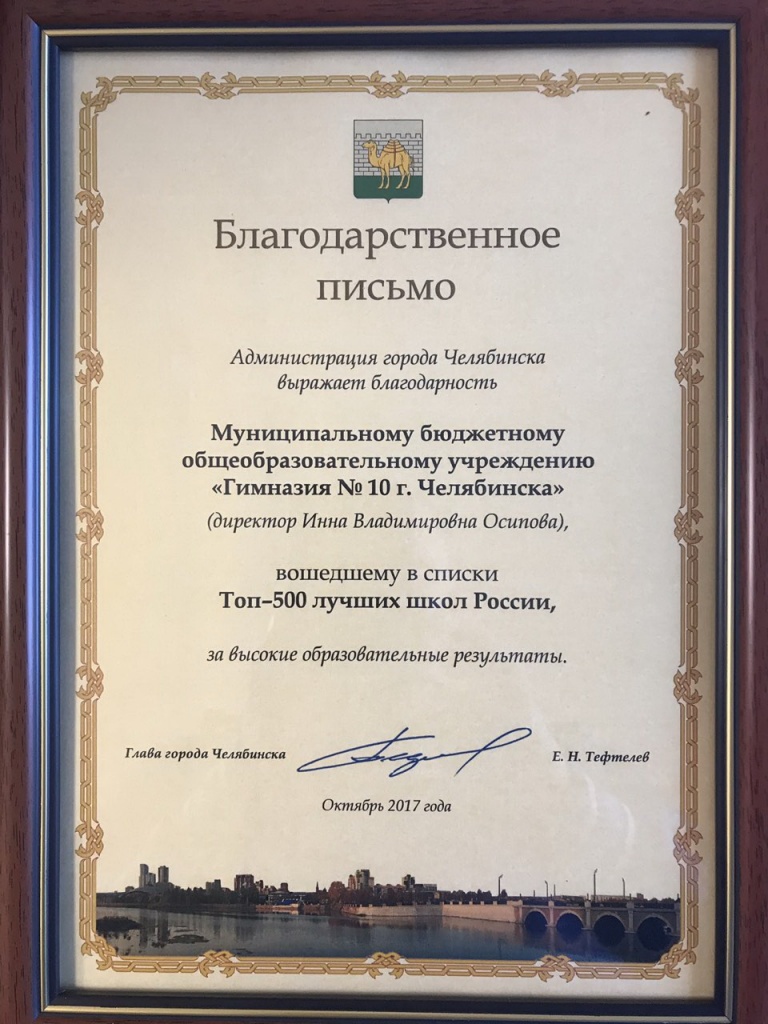 Благодарственное
письмо
Администрация города Челябинска
выражает благодарность
Муниципальному бюджетному
общеобразовательному учреждению
«Гимназия № 10 г. Челябинска»
(директор Инна Владимировна Осипова),
вошедшему в списки
Топ–500 лучших школ России,
за высокие образовательные результаты.
Глава города Челябинска
Е. Н. Тефтелев
Октябрь 2017 года